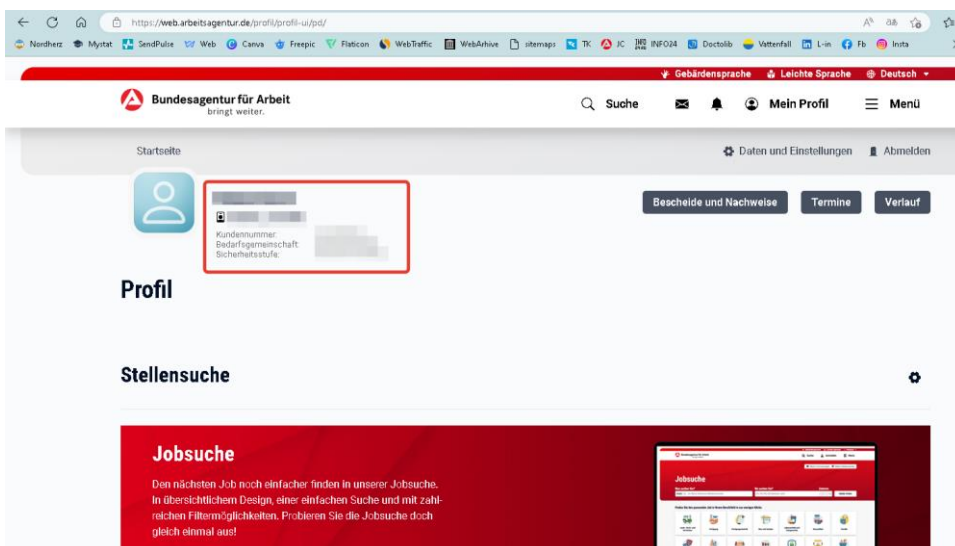 https://web.arbeitsagentur.de/profil/profil-ui/pd/
Nordherz Mystat SendPulse Web Canva Freepic Flaticon WebTraffic WebArhive sitemaps TK JC INFO24 Doctolib Vattenfall L-in Fb Insta
Gebärdensprache Leichte Sprache Deutsch
Bundesagentur für Arbeit
bringt weiter.
Suche Mein Profil Menü
Startseite Daten und Einstellungen Abmelden
Bescheide und Nachweise Termine Verlauf
Kundennummer:
Bedarfsgemeinschaft:
Sicherheitsstufe:
Profil
Stellensuche
Jobsuche
Den nächsten Job noch einfacher finden in unserer Jobsuche.
In übersichtlichem Design, einer einfachen Suche und mit zahl-
reichen Filtermöglichkeiten. Probieren Sie die Jobsuche doch
gleich einmal aus!
Jobsuche